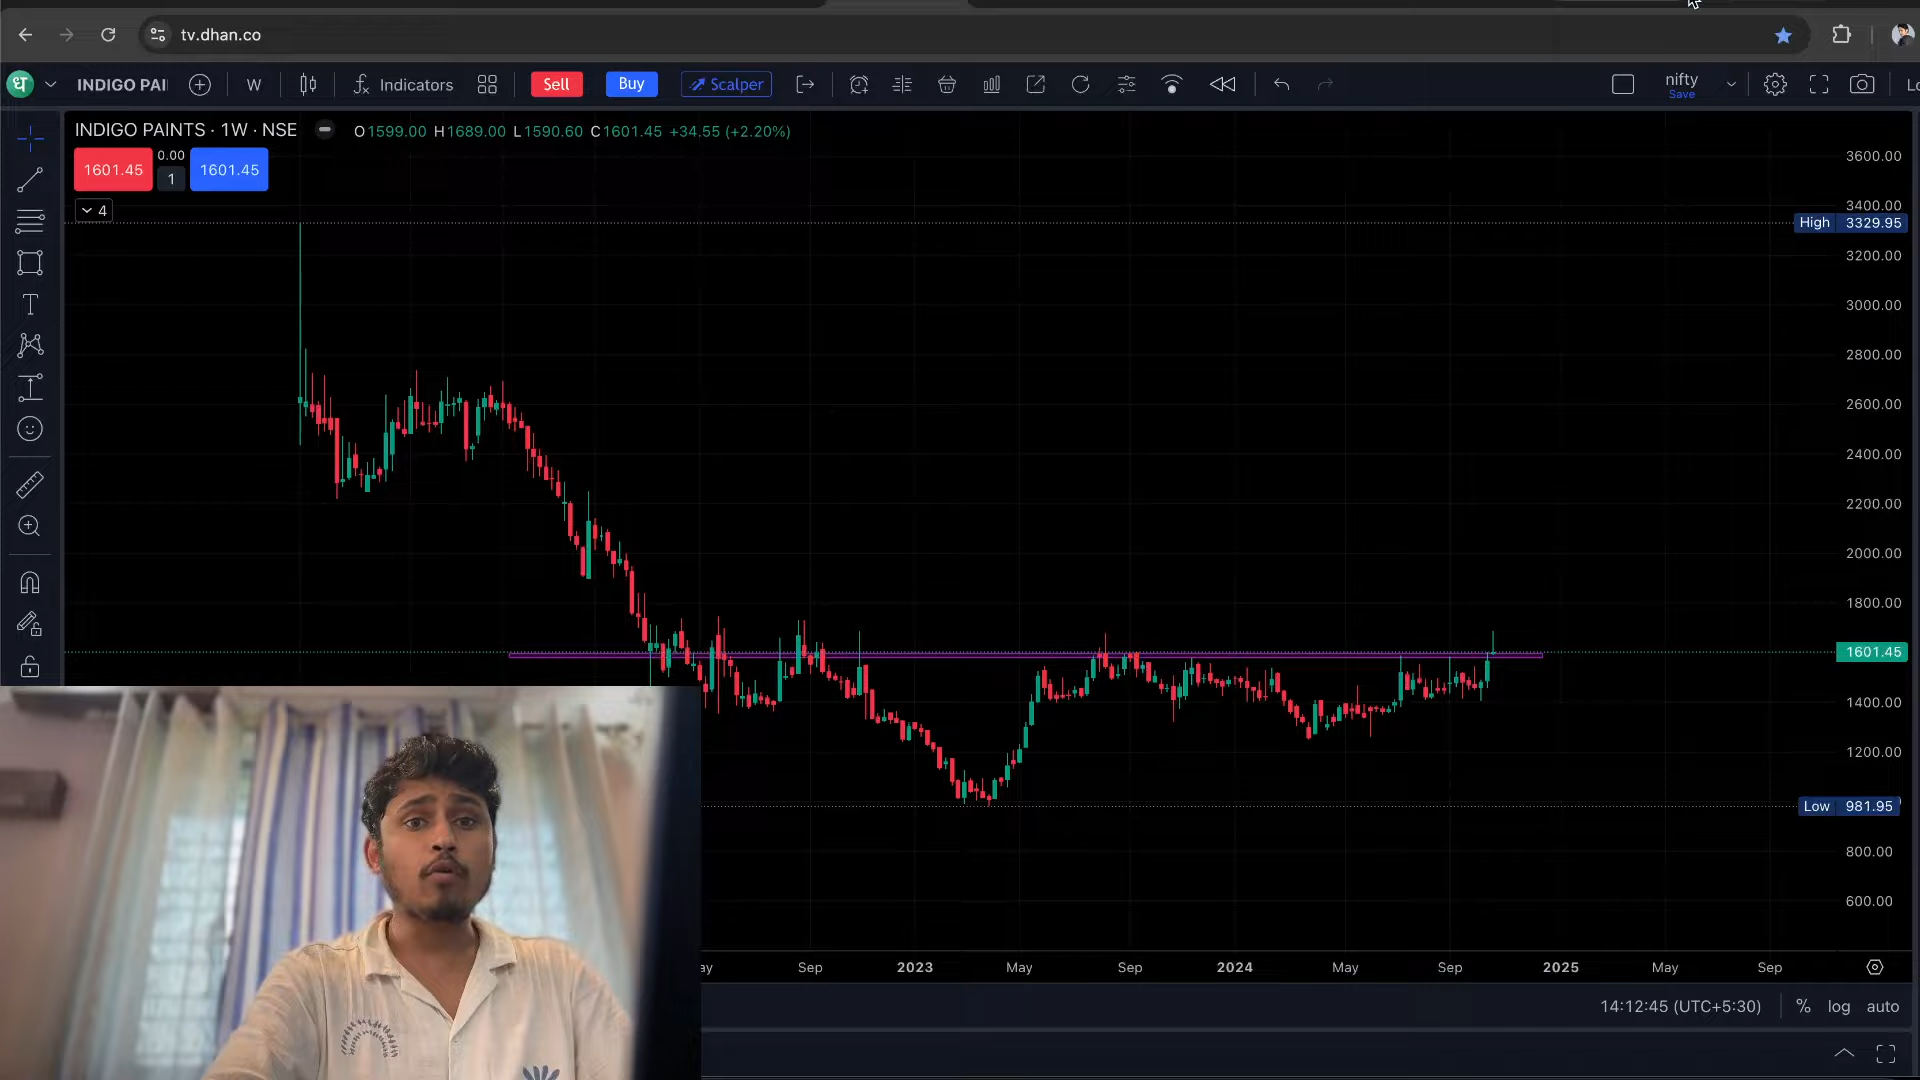 tv.dhan.co
ध INDIGO PAI W Indicators Sell Buy Scalper nifty
Save
INDIGO PAINTS · 1W · NSE O1599.00 H1689.00 L1590.60 C1601.45 +34.55 (+2.20%)
1601.45 0.00 1601.45
1
4
3600.00
3400.00
High 3329.95
3200.00
3000.00
2800.00
2600.00
2400.00
2200.00
2000.00
1800.00
1601.45
1400.00
1200.00
Low 981.95
800.00
600.00
ay Sep 2023 May Sep 2024 May Sep 2025 May Sep
14:12:45 (UTC+5:30) % log auto